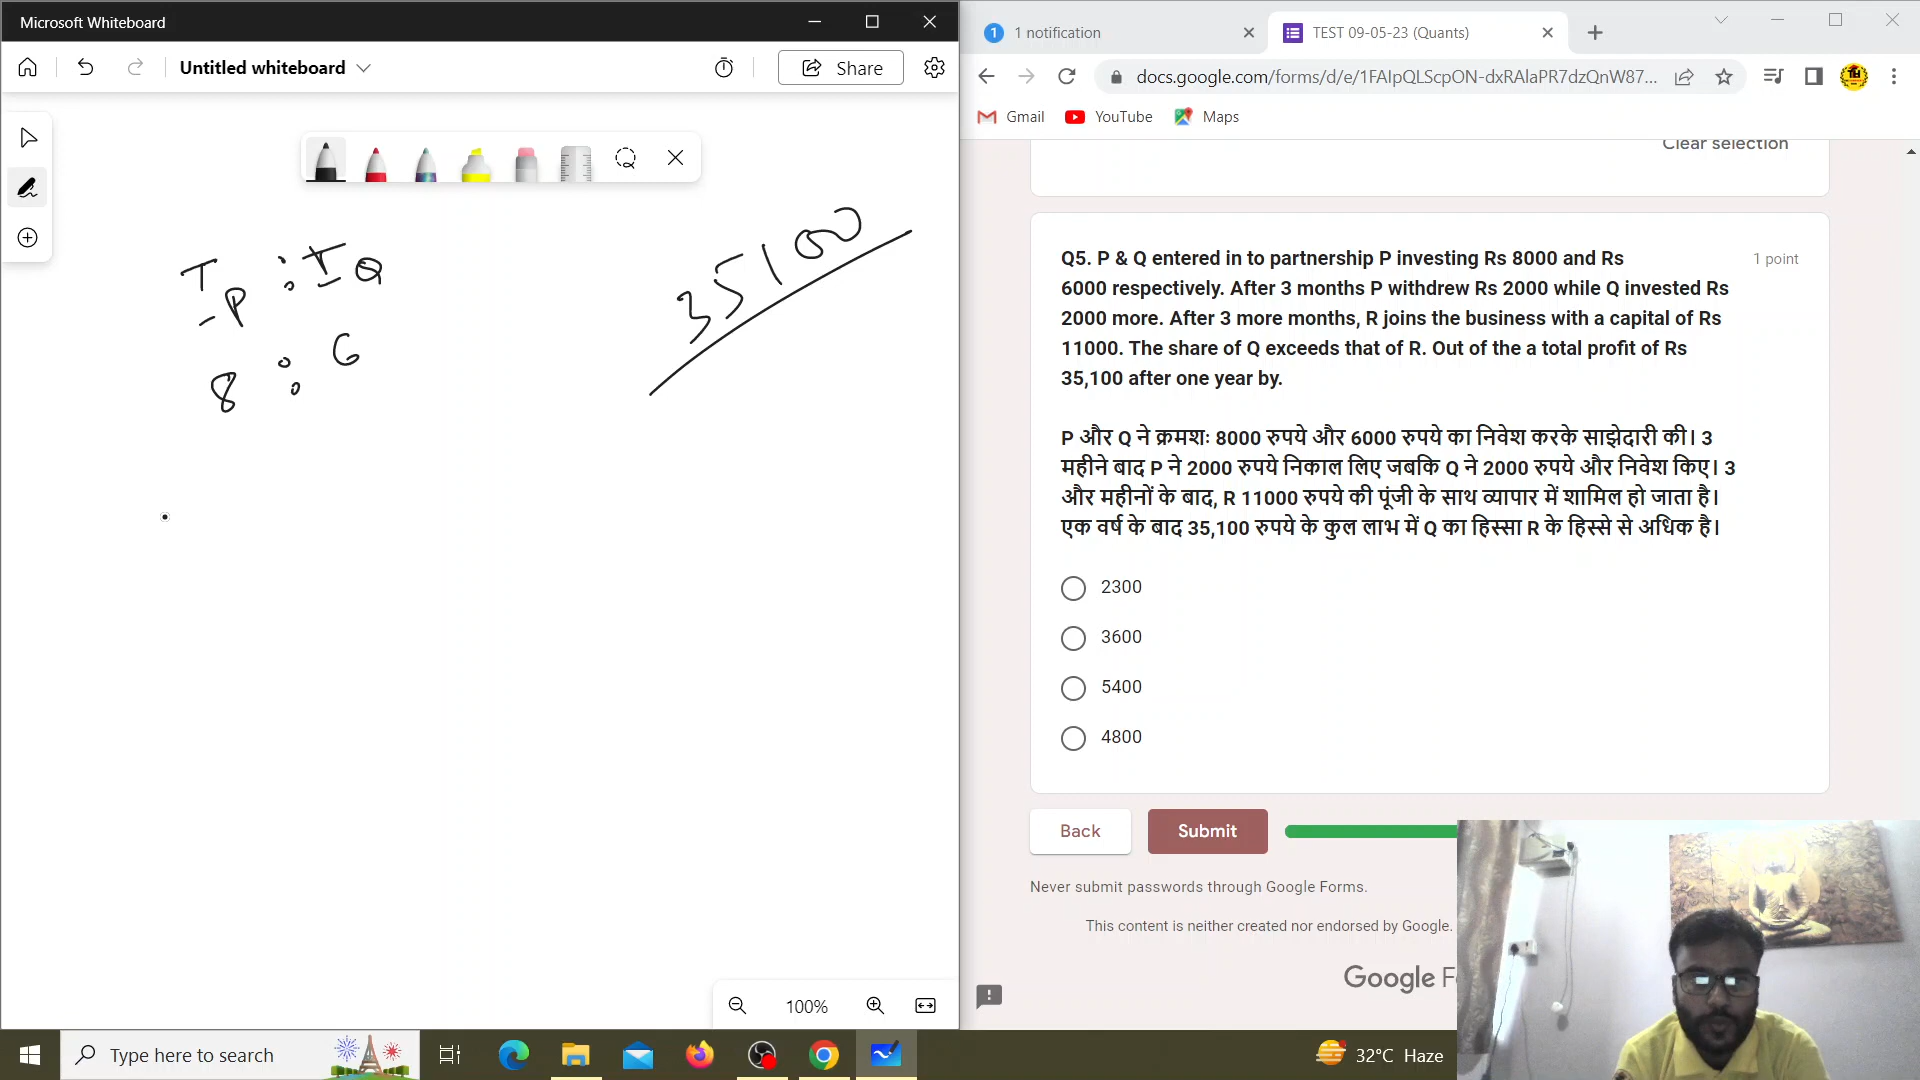 Microsoft Whiteboard
Untitled whiteboard
Share
I P : I Q
8 : 6
35100
100%
1 notification
TEST 09-05-23 (Quants)
docs.google.com/forms/d/e/1FAIpQLScpON-dxRAlaPR7dzQnW87...
Gmail
YouTube
Maps
Clear selection
Q5. P & Q entered in to partnership P investing Rs 8000 and Rs
1 point
6000 respectively. After 3 months P withdrew Rs 2000 while Q invested Rs
2000 more. After 3 more months, R joins the business with a capital of Rs
11000. The share of Q exceeds that of R. Out of the a total profit of Rs
35,100 after one year by.
P और Q ने क्रमशः 8000 रुपये और 6000 रुपये का निवेश करके साझेदारी की। 3
महीने बाद P ने 2000 रुपये निकाल लिए जबकि Q ने 2000 रुपये और निवेश किए। 3
और महीनों के बाद, R 11000 रुपये की पूंजी के साथ व्यापार में शामिल हो जाता है।
एक वर्ष के बाद 35,100 रुपये के कुल लाभ में Q का हिस्सा R के हिस्से से अधिक है।
2300
3600
5400
4800
Back
Submit
Never submit passwords through Google Forms.
This content is neither created nor endorsed by Google.
Google F
Type here to search
32°C Haze